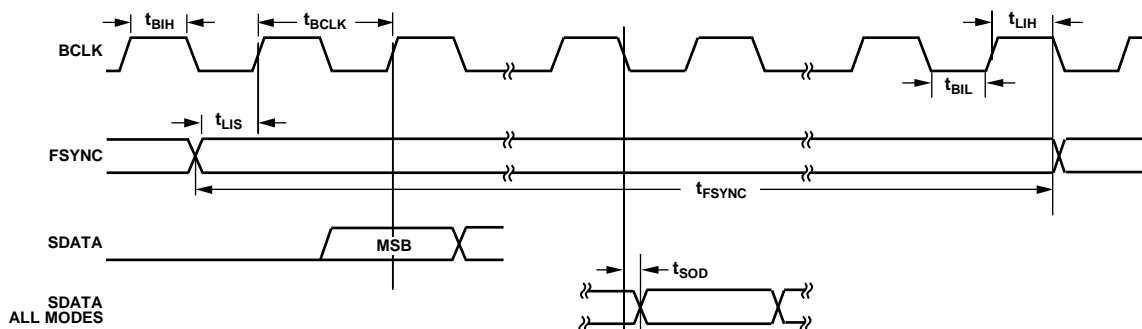 tBIH
tBCLK
tLIH
BCLK
tBIL
tLIS
FSYNC
tFSYNC
SDATA
MSB
tSOD
SDATA
ALL MODES